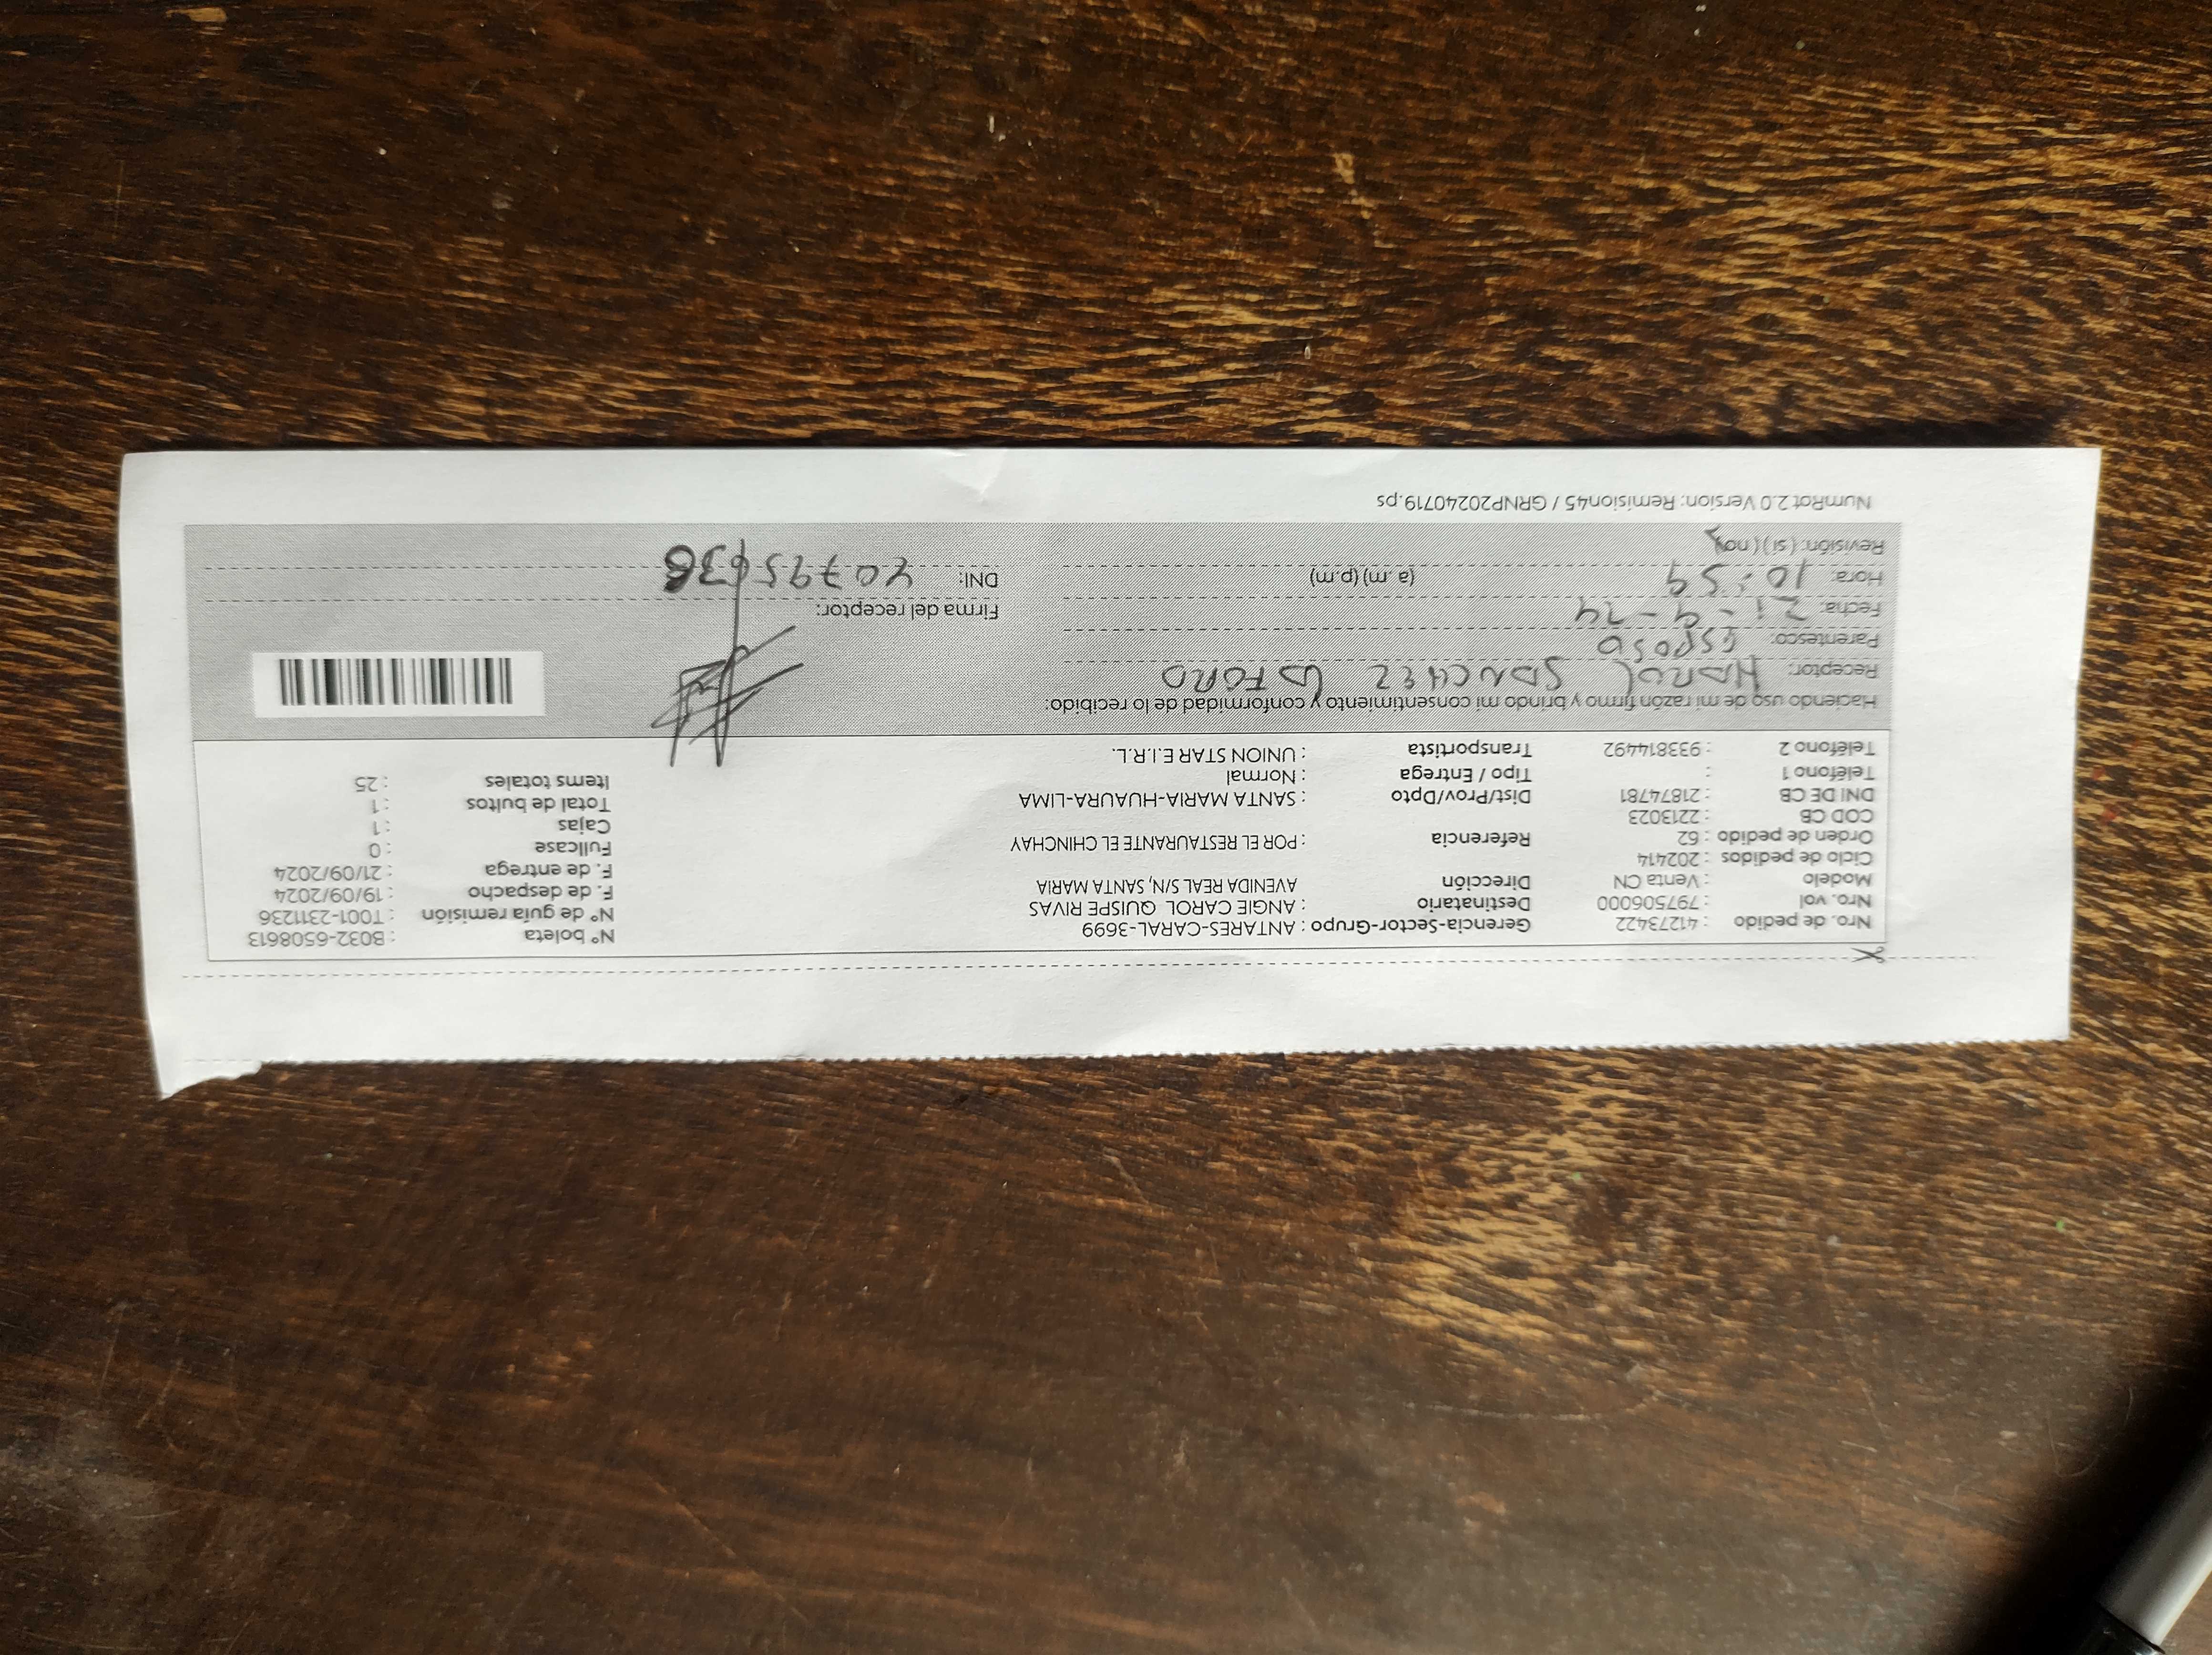 Nro. de pedido : 41273422 Gerencia-Sector-Grupo : ANTARES-CARAL-3699 N° boleta : B032-6508613
Nro. vol : 797506000 Destinatario : ANGIE CAROL QUISPE RIVAS N° de guía remisión : T001-2311236
Modelo : Venta CN Dirección AVENIDA REAL S/N, SANTA MARIA F. de despacho : 19/09/2024
Ciclo de pedidos : 202414 F. de entrega : 21/09/2024
Orden de pedido : 62 Referencia : POR EL RESTAURANTE EL CHINCHAY Fullcase : 0
COD CB : 2213023 Cajas : 1
DNI DE CB : 21874781 Dist/Prov/Dpto : SANTA MARIA-HUAURA-LIMA Total de bultos : 1
Teléfono 1 : Tipo / Entrega : Normal Items totales : 25
Teléfono 2 : 933814492 Transportista : UNION STAR E.I.R.L.
Haciendo uso de mi razón firmo y brindo mi consentimiento y conformidad de lo recibido:
Receptor: HAROL SANCHEZ
Parentesco: ESPOSO
Fecha: 21-9-24 Firma del receptor:
Hora: 10:59 (a .m) (p.m) DNI:
Revisión: (si) (no)
NumRot 2.0 Version: Remision45 / GRNP20240719.ps